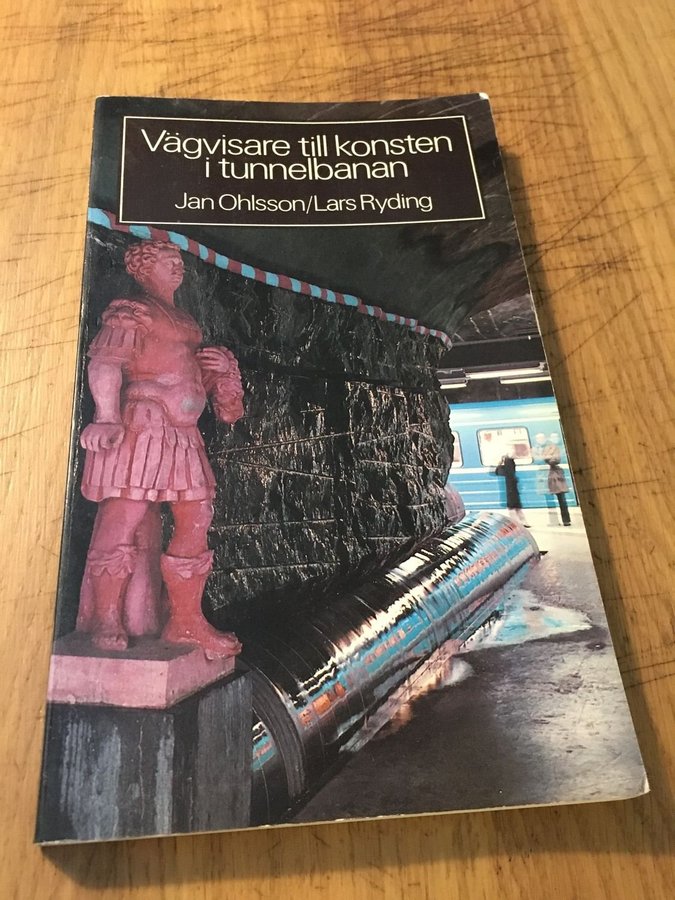 Vägvisare till konsten
i tunnelbanan
Jan Ohlsson/Lars Ryding